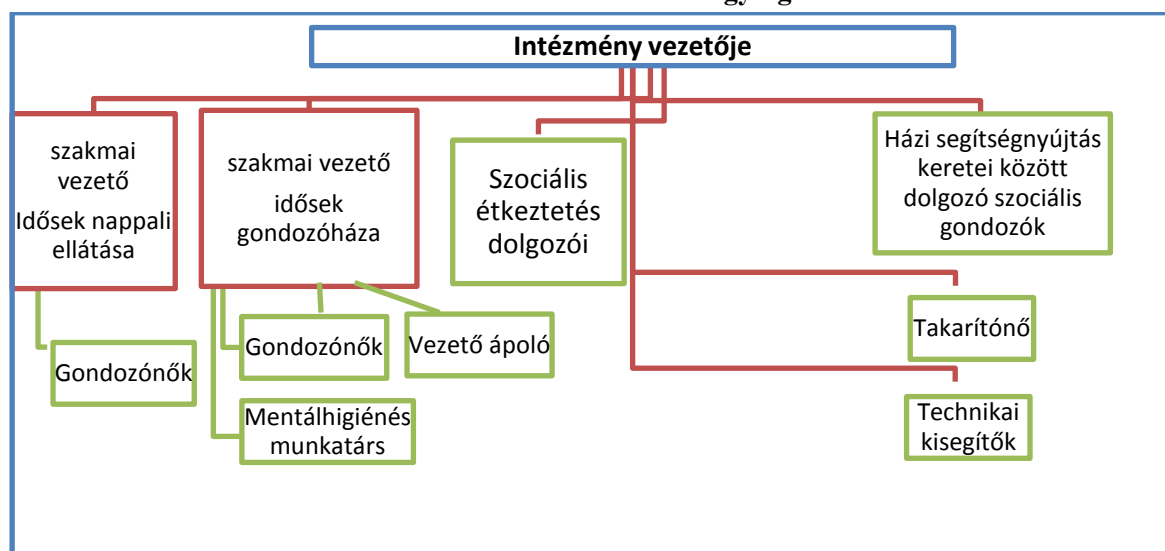 Intézmény vezetője
szakmai
vezető
Idősek nappali
ellátása
szakmai vezető
idősek
gondozóháza
Szociális
étkeztetés
dolgozói
Házi segítségnyújtás
keretei között
dolgozó szociális
gondozók
Gondozónők
Gondozónők
Vezető ápoló
Mentálhigiénés
munkatárs
Takarítónő
Technikai
kisegítők